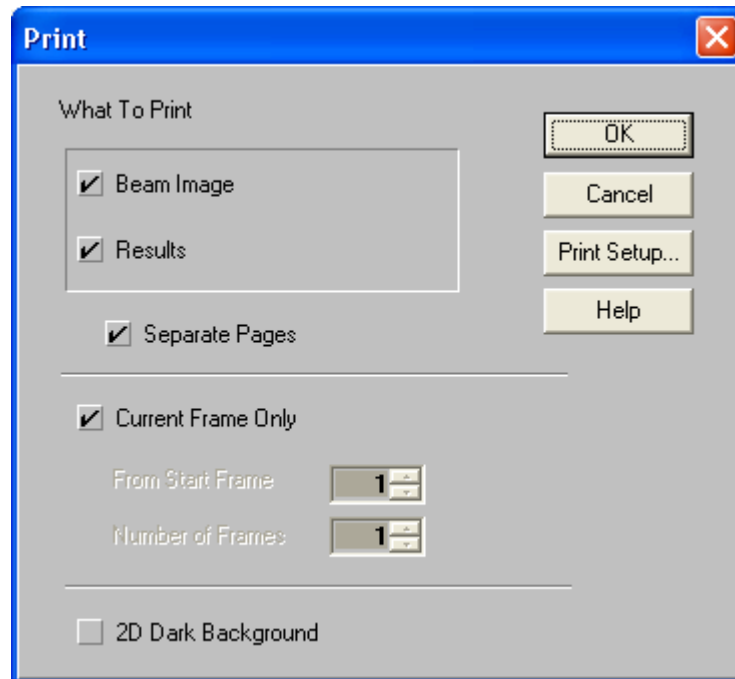 Print
What To Print
Beam Image
Results
Separate Pages
OK
Cancel
Print Setup...
Help
Current Frame Only
From Start Frame 1
Number of Frames 1
2D Dark Background